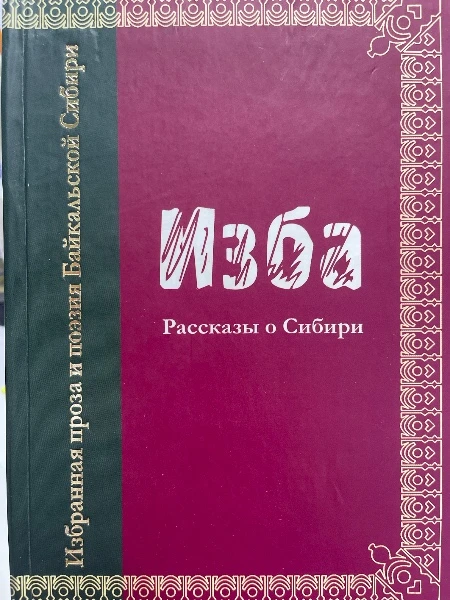 Избранная проза и поэзия Байкальской Сибири
Изба
Рассказы о Сибири